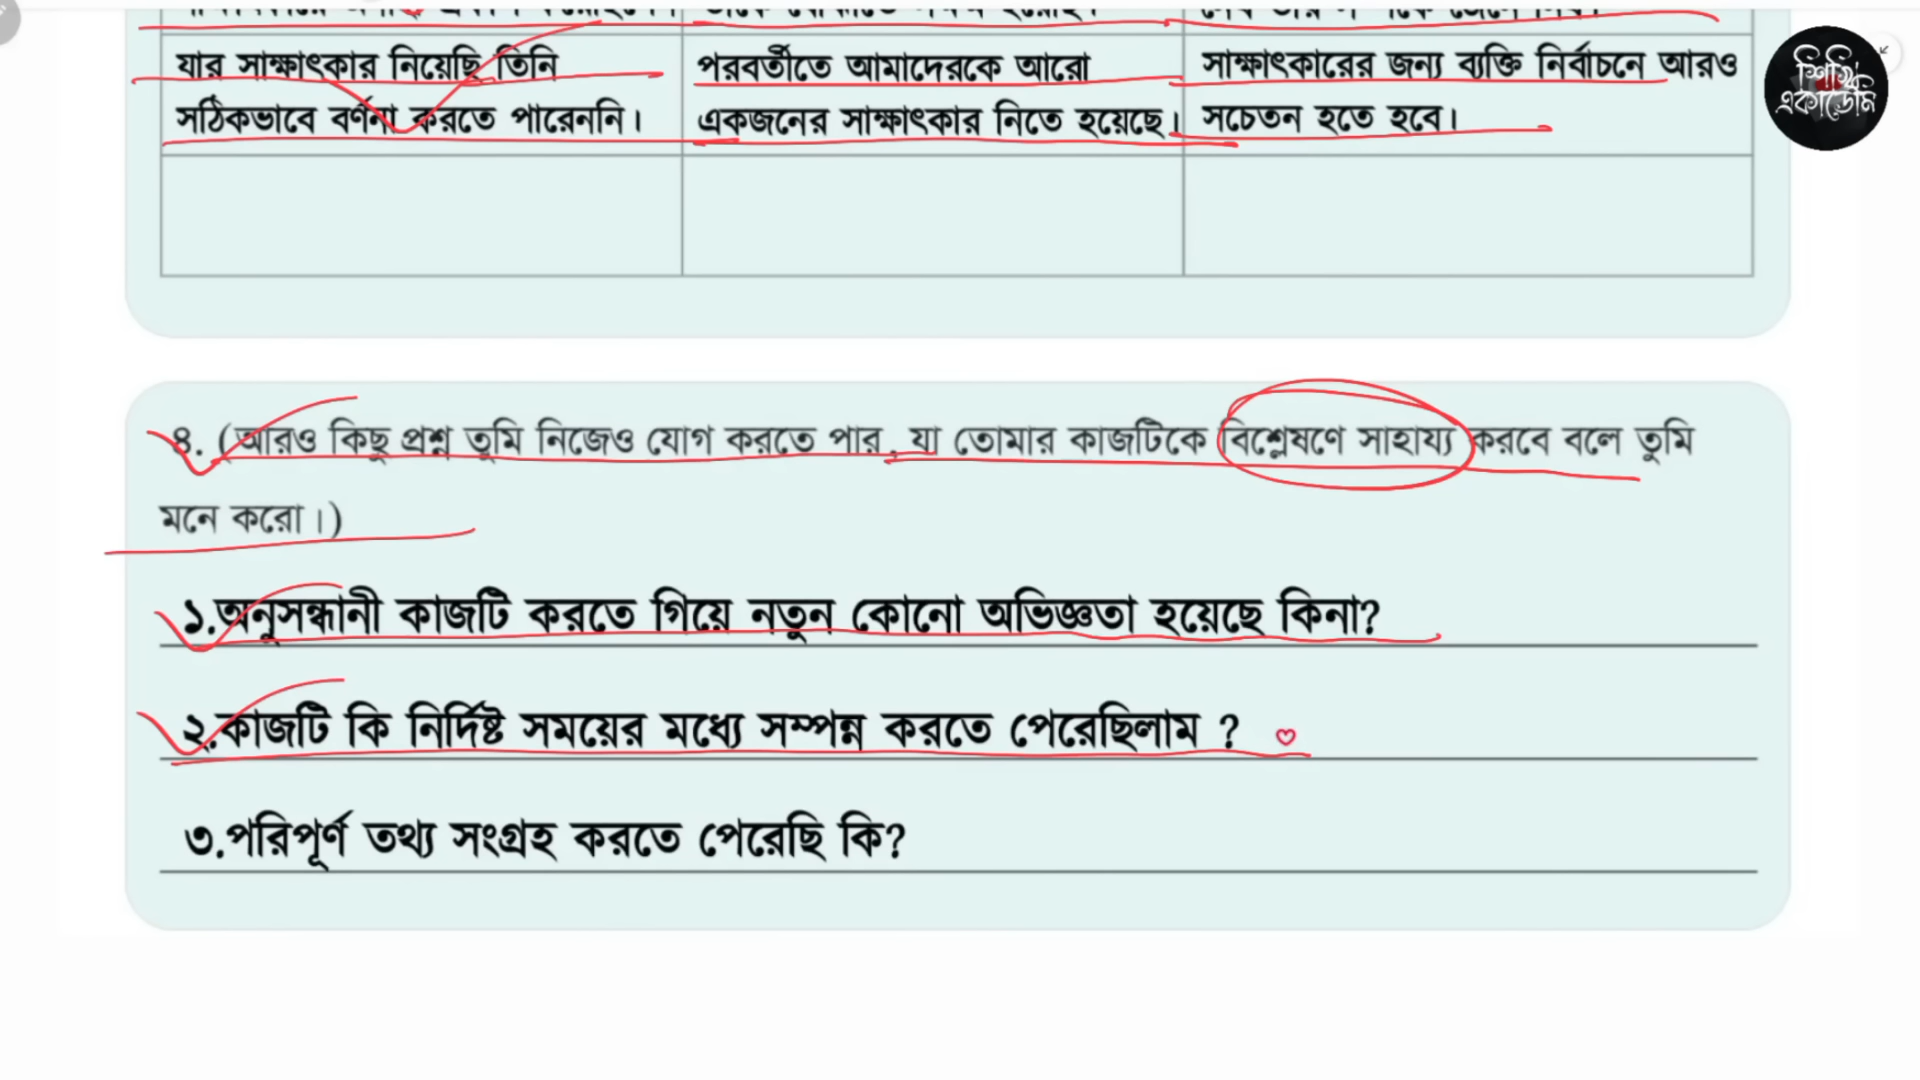 যার সাক্ষাৎকার নিয়েছি তিনি
সঠিকভাবে বর্ণনা করতে পারেননি।
পরবর্তীতে আমাদেরকে আরো
একজনের সাক্ষাৎকার নিতে হয়েছে।
সাক্ষাৎকারের জন্য ব্যক্তি নির্বাচনে আরও
সচেতন হতে হবে।
একাডেমি
৪. (আরও কিছু প্রশ্ন তুমি নিজেও যোগ করতে পার, যা তোমার কাজটিকে বিশ্লেষণে সাহায্য করবে বলে তুমি
মনে করো।)
১.অনুসন্ধানী কাজটি করতে গিয়ে নতুন কোনো অভিজ্ঞতা হয়েছে কিনা?
২.কাজটি কি নির্দিষ্ট সময়ের মধ্যে সম্পন্ন করতে পেরেছিলাম ?
৩.পরিপূর্ণ তথ্য সংগ্রহ করতে পেরেছি কি?